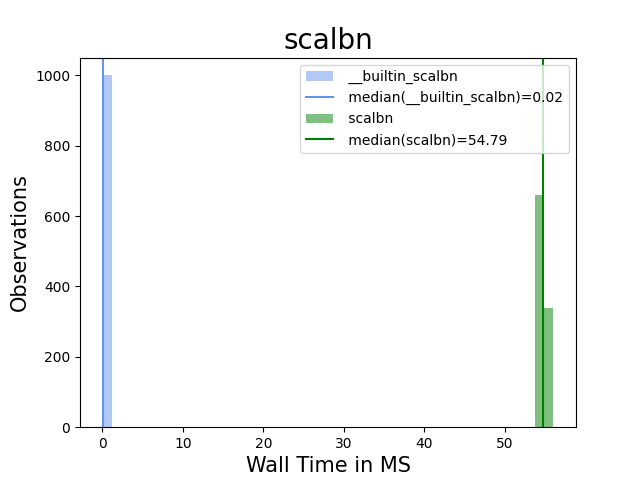 scalbn
__builtin_scalbn
median(__builtin_scalbn)=0.02
scalbn
median(scalbn)=54.79
1000
800
600
400
200
0
Observations
0 10 20 30 40 50
Wall Time in MS